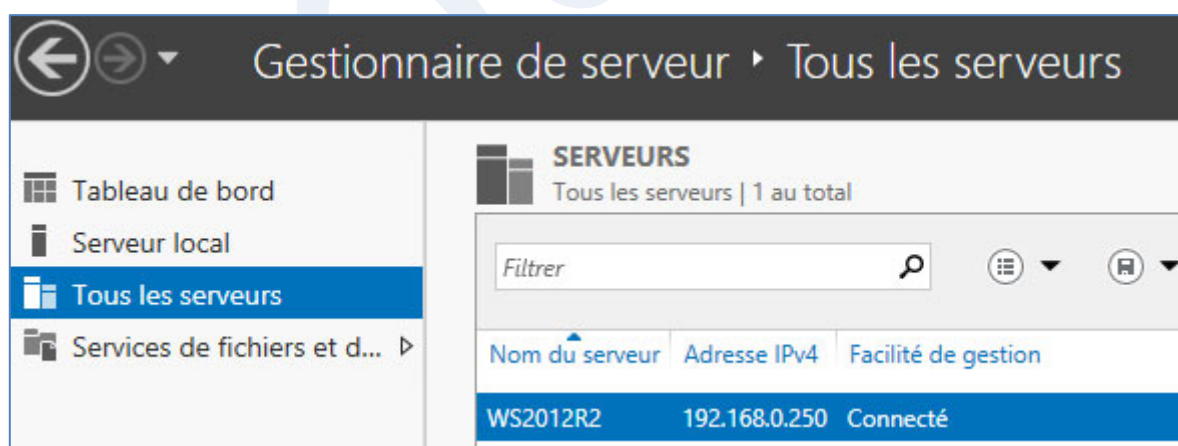 Gestionnaire de serveur ‣ Tous les serveurs
Tableau de bord
Serveur local
Tous les serveurs
Services de fichiers et d...
SERVEURS
Tous les serveurs | 1 au total
Filtrer
Nom du serveur Adresse IPv4 Facilité de gestion
WS2012R2 192.168.0.250 Connecté